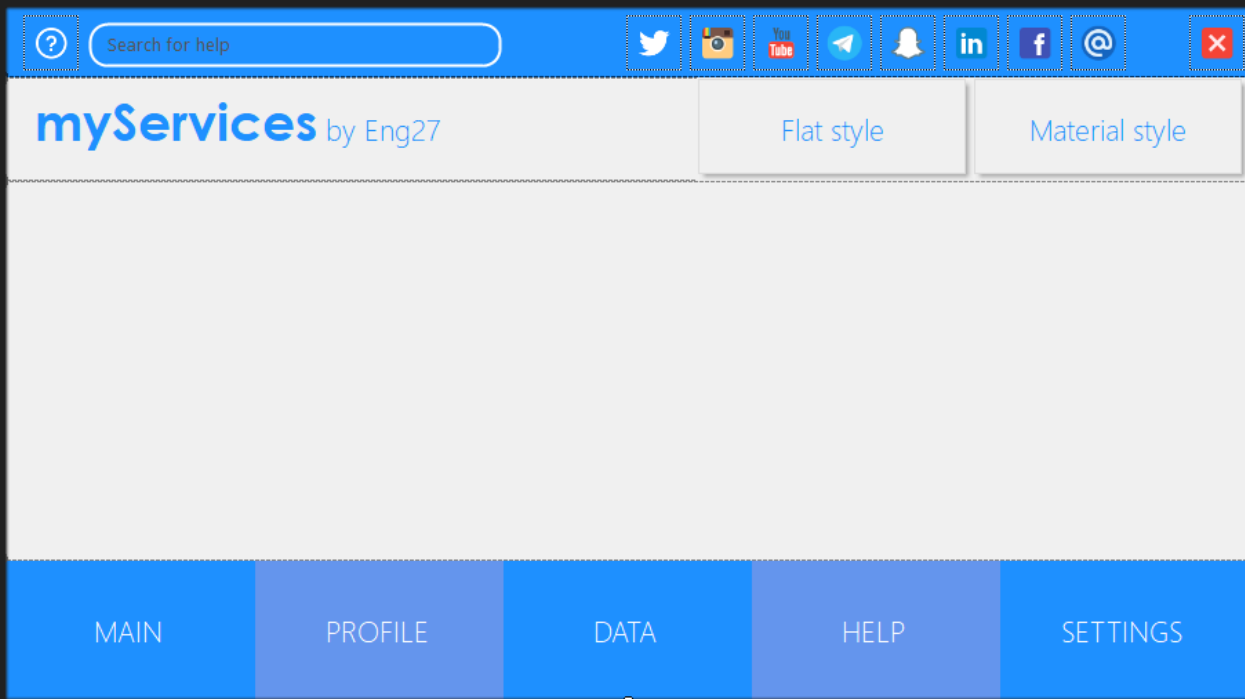 Search for help
You
Tube
in
f
@
myServices by Eng27
Flat style
Material style
MAIN
PROFILE
DATA
HELP
SETTINGS